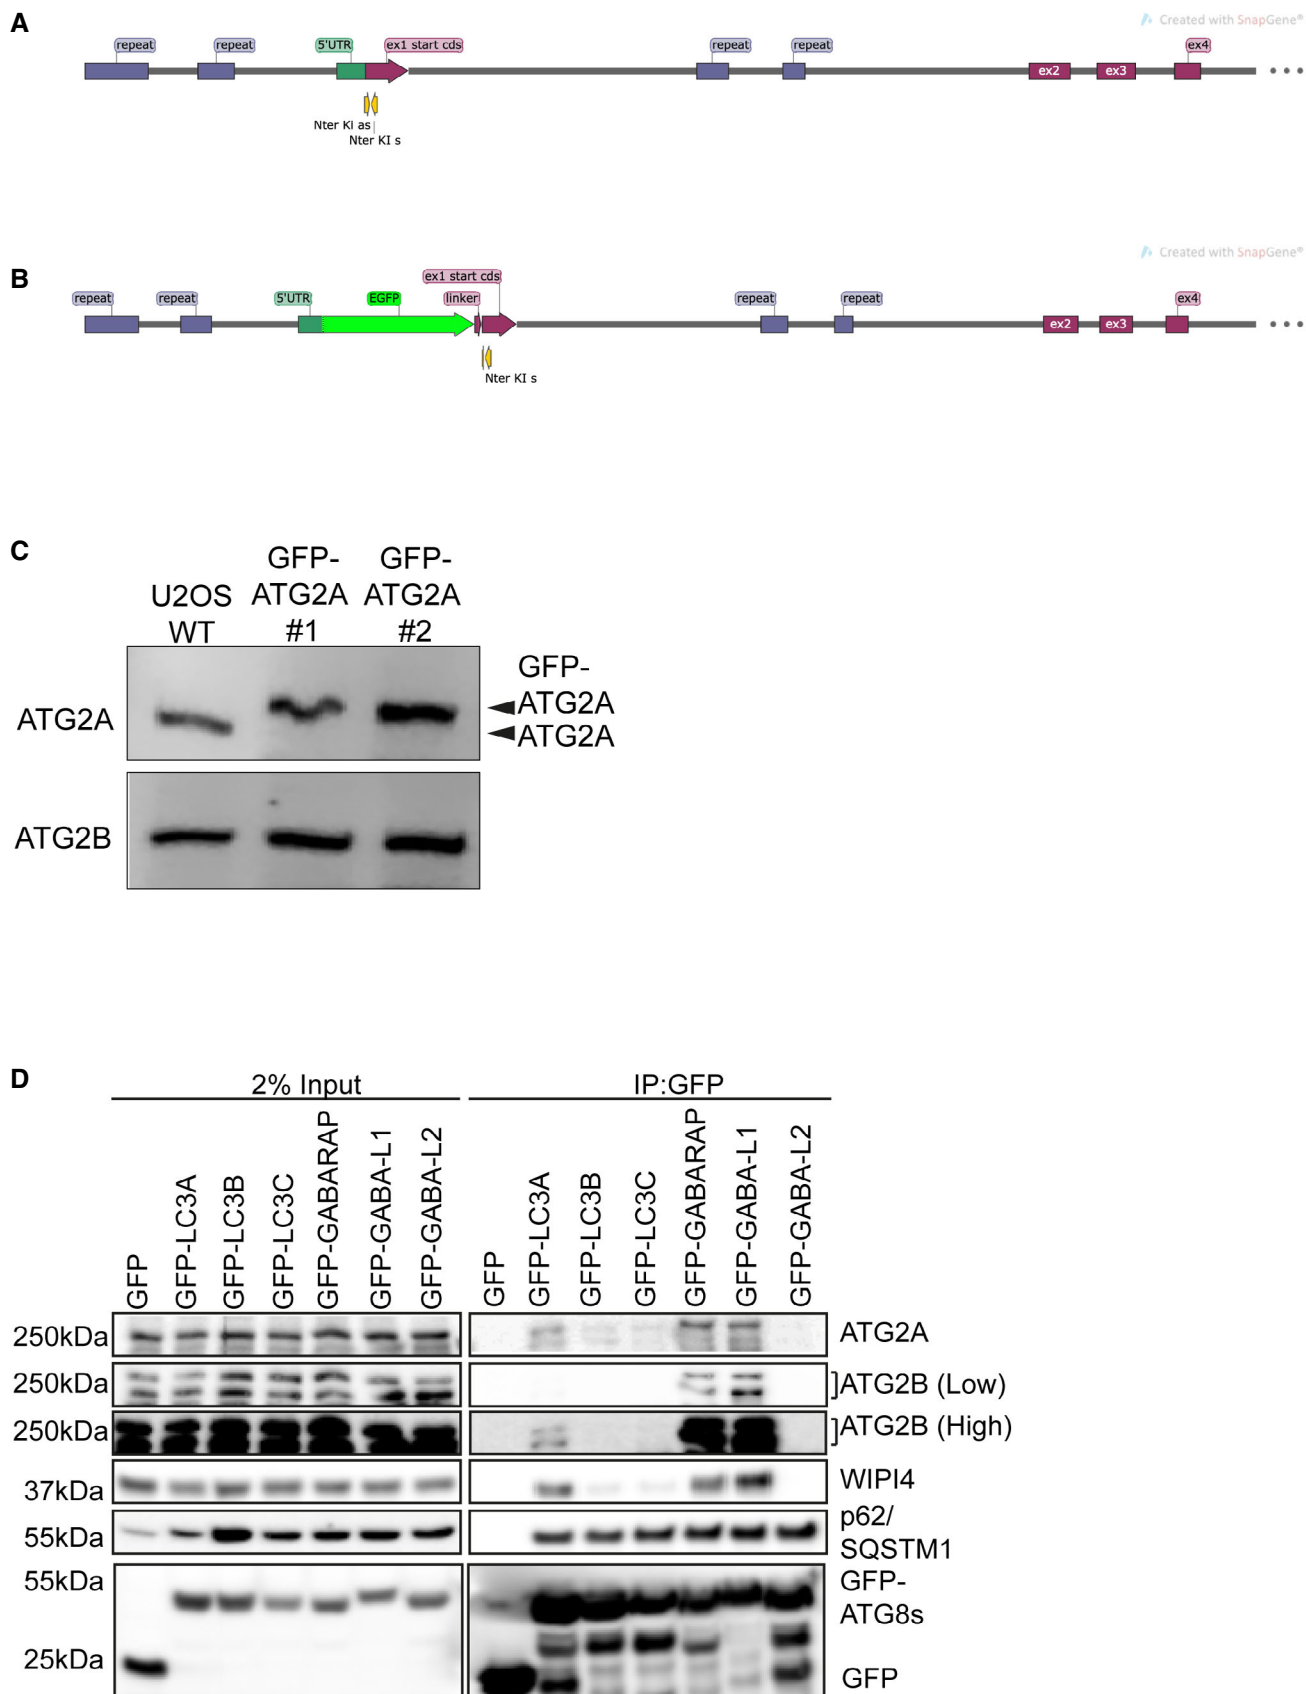 A
Created with SnapGene®
repeat
repeat
5'UTR
ex1 start cds
repeat
repeat
ex4
ex2
ex3
Nter Ki as
Nter KI s
B
Created with SnapGene®
ex1 start cds
repeat
repeat
5'UTR
EGFP
linker
repeat
repeat
ex4
ex2
ex3
Nter KI s
C
U2OS
WT
GFP-
ATG2A
#1
GFP-
ATG2A
#2
ATG2A
GFP-
ATG2A
ATG2A
ATG2B
D
2% Input
IP:GFP
GFP
GFP-LC3A
GFP-LC3B
GFP-LC3C
GFP-GABARAP
GFP-GABA-L1
GFP-GABA-L2
GFP
GFP-LC3A
GFP-LC3B
GFP-LC3C
GFP-GABARAP
GFP-GABA-L1
GFP-GABA-L2
250kDa
ATG2A
250kDa
ATG2B (Low)
250kDa
ATG2B (High)
37kDa
WIPI4
55kDa
p62/
SQSTM1
55kDa
GFP-
ATG8s
25kDa
GFP